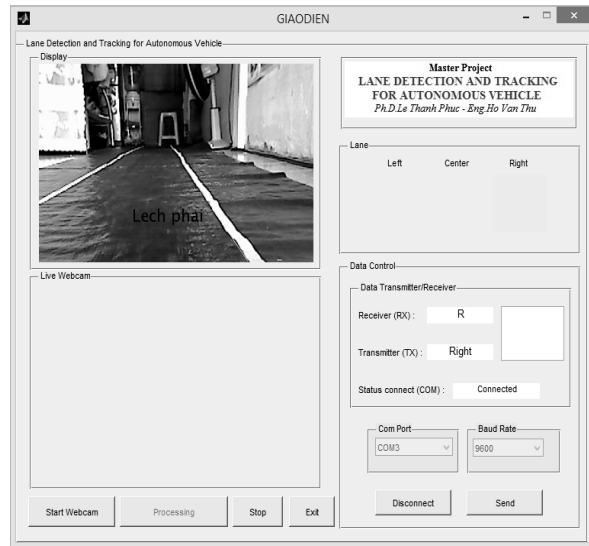 GIAODIEN
Lane Detection and Tracking for Autonomous Vehicle
Display
Lech phai
Master Project
LANE DETECTION AND TRACKING
FOR AUTONOMOUS VEHICLE
Ph.D.Le Thanh Phuc - Eng.Ho Van Thu
Lane
Left Center Right
Live Webcam
Data Control
Data Transmitter/Receiver
Receiver (RX) : R
Transmitter (TX) : Right
Status connect (COM) : Connected
Com Port Baud Rate
COM3 9600
Disconnect Send
Start Webcam Processing Stop Exit